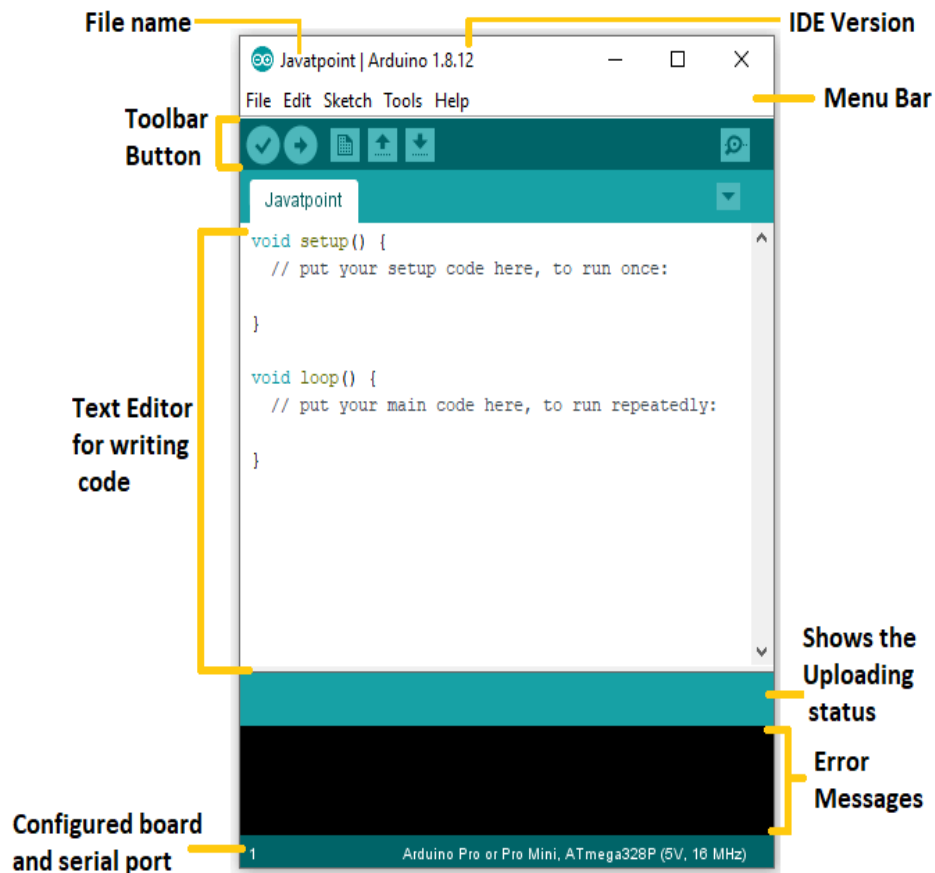 File name
IDE Version
Javatpoint | Arduino 1.8.12
File Edit Sketch Tools Help
Menu Bar
Toolbar
Button
Javatpoint
void setup() {
// put your setup code here, to run once:
}
void loop() {
// put your main code here, to run repeatedly:
}
Text Editor
for writing
code
Shows the
Uploading
status
Error
Messages
Configured board
and serial port
1
Arduino Pro or Pro Mini, ATmega328P (5V, 16 MHz)